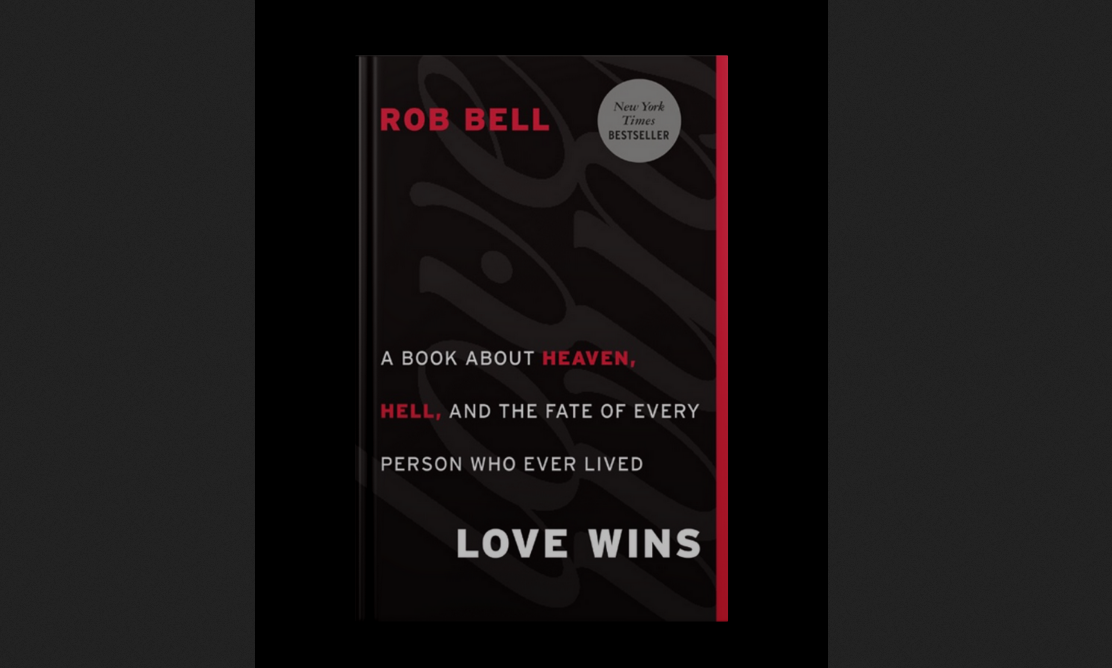 ROB BELL
New York
Times
BESTSELLER
A BOOK ABOUT HEAVEN,
HELL, AND THE FATE OF EVERY
PERSON WHO EVER LIVED
LOVE WINS